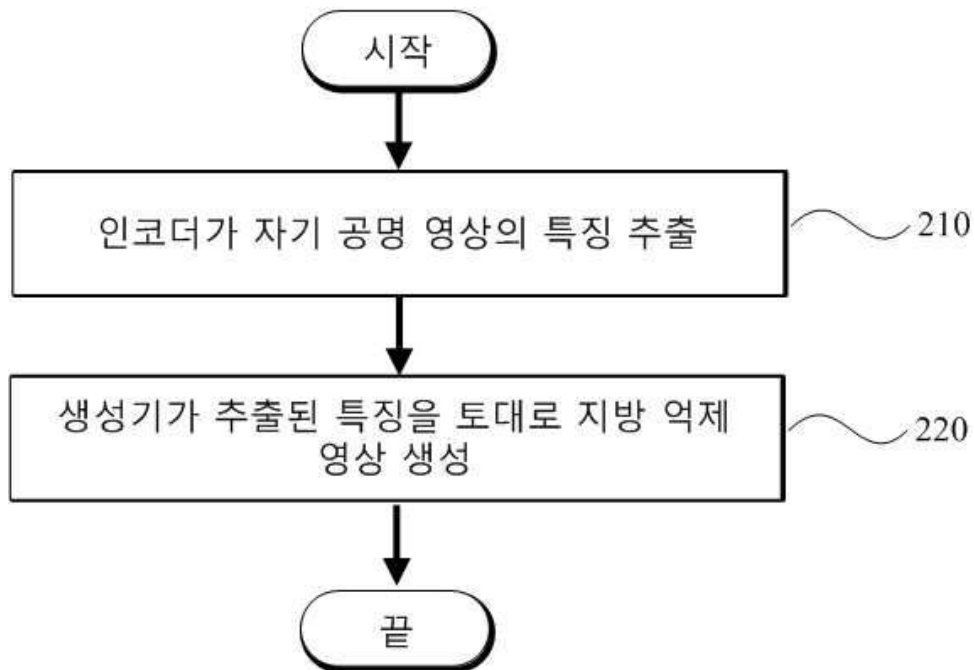 시작
인코더가 자기 공명 영상의 특징 추출
210
생성기가 추출된 특징을 토대로 지방 억제
영상 생성
220
끝